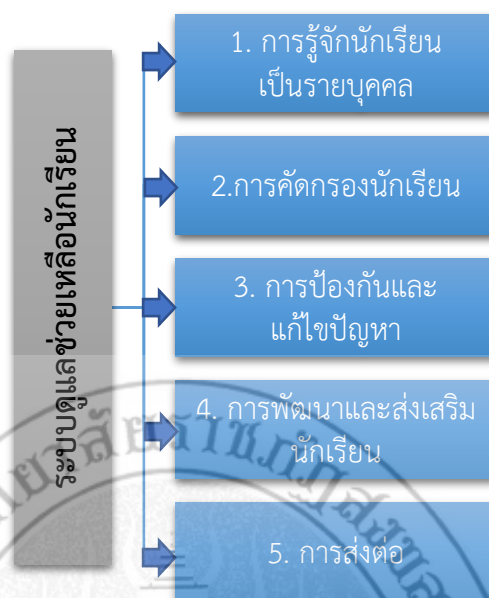 ระบบดูแลช่วยเหลือนักเรียน
1. การรู้จักนักเรียน
เป็นรายบุคคล
2.การคัดกรองนักเรียน
3. การป้องกันและ
แก้ไขปัญหา
4. การพัฒนาและส่งเสริม
นักเรียน
5. การส่งต่อ